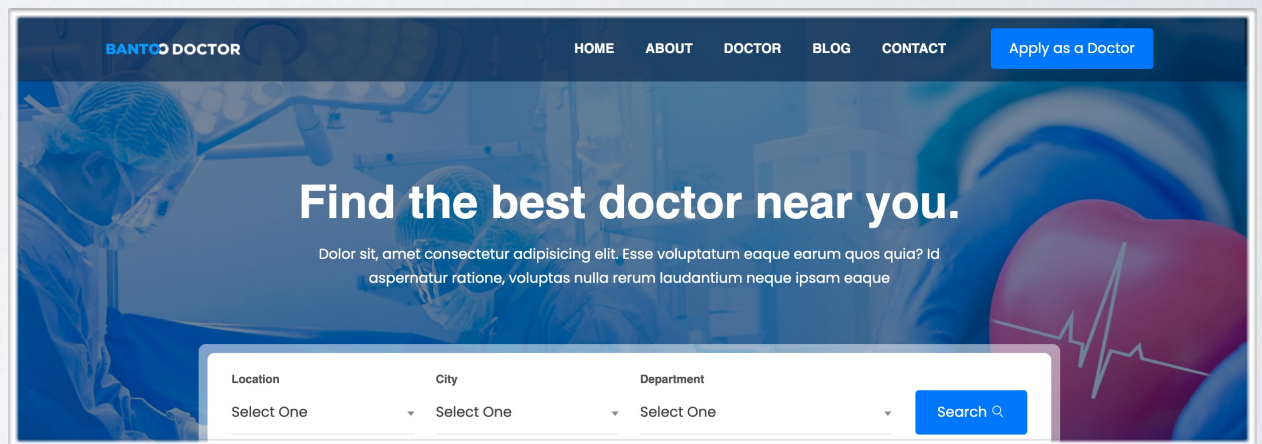 BANTOO DOCTOR
HOME ABOUT DOCTOR BLOG CONTACT Apply as a Doctor
Find the best doctor near you.
Dolor sit, amet consectetur adipisicing elit. Esse voluptatum eaque earum quos quia? Id
aspernatur ratione, voluptas nulla rerum laudantium neque ipsam eaque
Location City Department
Select One Select One Select One Search